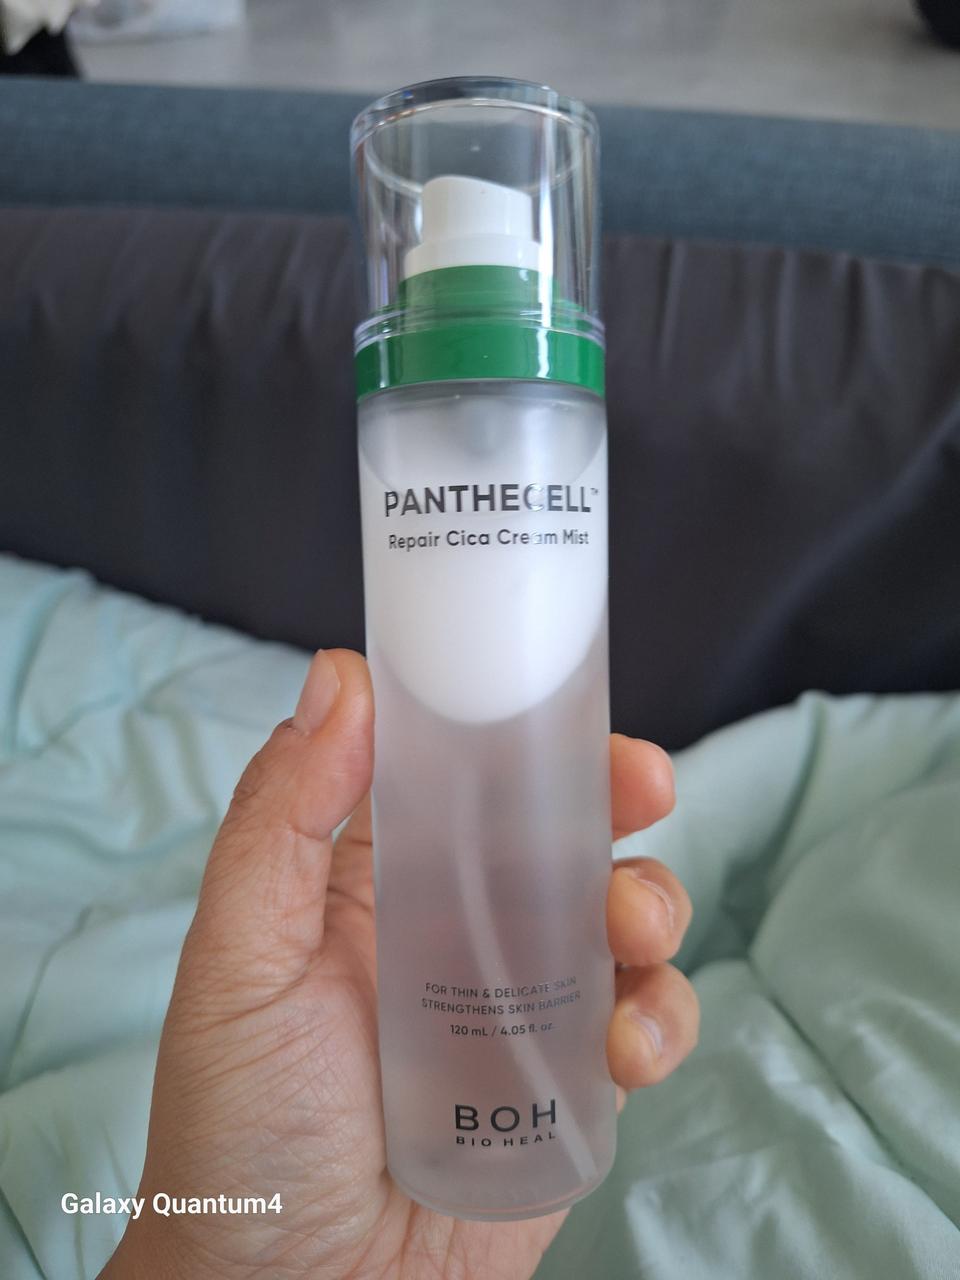 PANTHECELL™
Repair Cica Cream Mist
FOR THIN & DELICATE SKIN
STRENGTHENS SKIN BARRIER
120 mL / 4.05 fl. oz.
BOH
BIO HEAL
Galaxy Quantum4